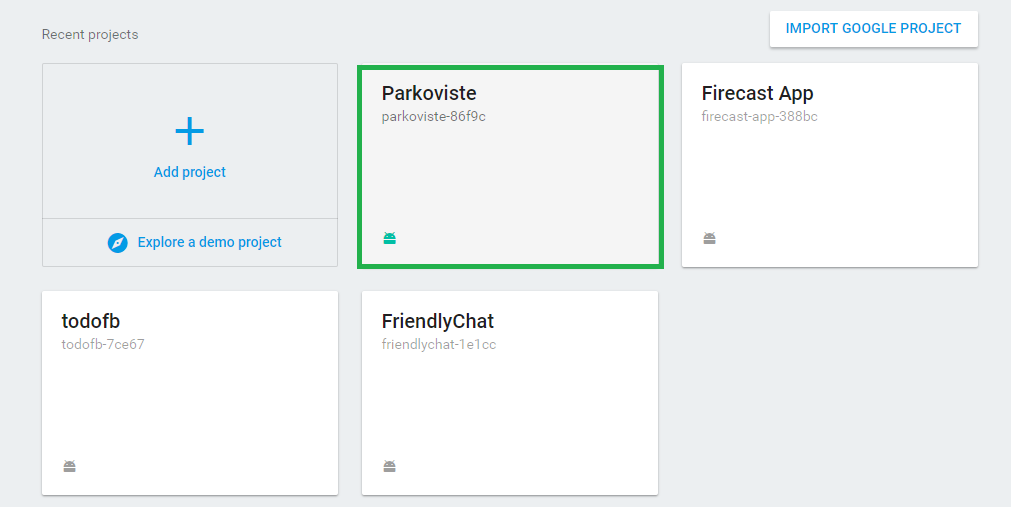 Recent projects
IMPORT GOOGLE PROJECT
Add project
Explore a demo project
Parkoviste
parkoviste-86f9c
Firecast App
firecast-app-388bc
todofb
todofb-7ce67
FriendlyChat
friendlychat-1e1cc